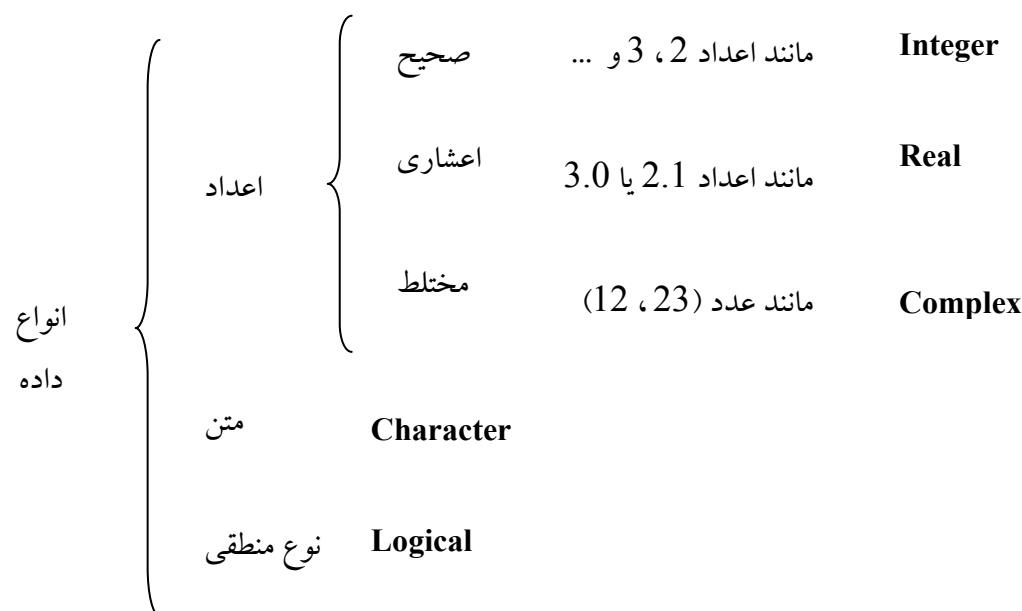 صحیح مانند اعداد 2 ، 3 و ... Integer
اعشاری مانند اعداد 2.1 یا 3.0 Real
اعداد
مختلط مانند عدد (23 ، 12) Complex
انواع
داده
متن Character
نوع منطقی Logical